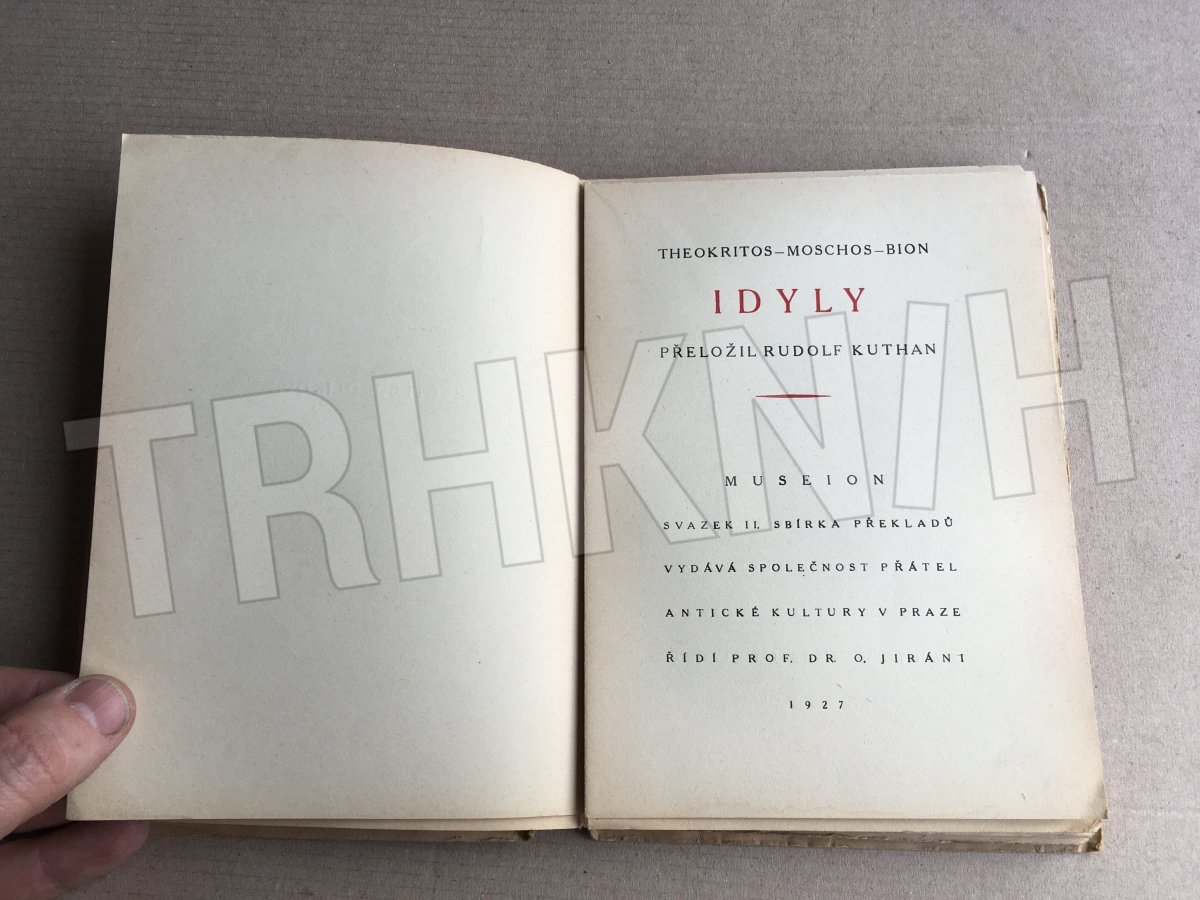 THEOKRITOS–MOSCHOS–BION
IDYLY
PŘELOŽIL RUDOLF KUTHAN
MUSEION
SVAZEK II. SBÍRKA PŘEKLADŮ
VYDÁVÁ SPOLEČNOST PŘÁTEL
ANTICKÉ KULTURY V PRAZE
ŘÍDÍ PROF. DR. O. JIRÁNI
1927
TRHKNIH